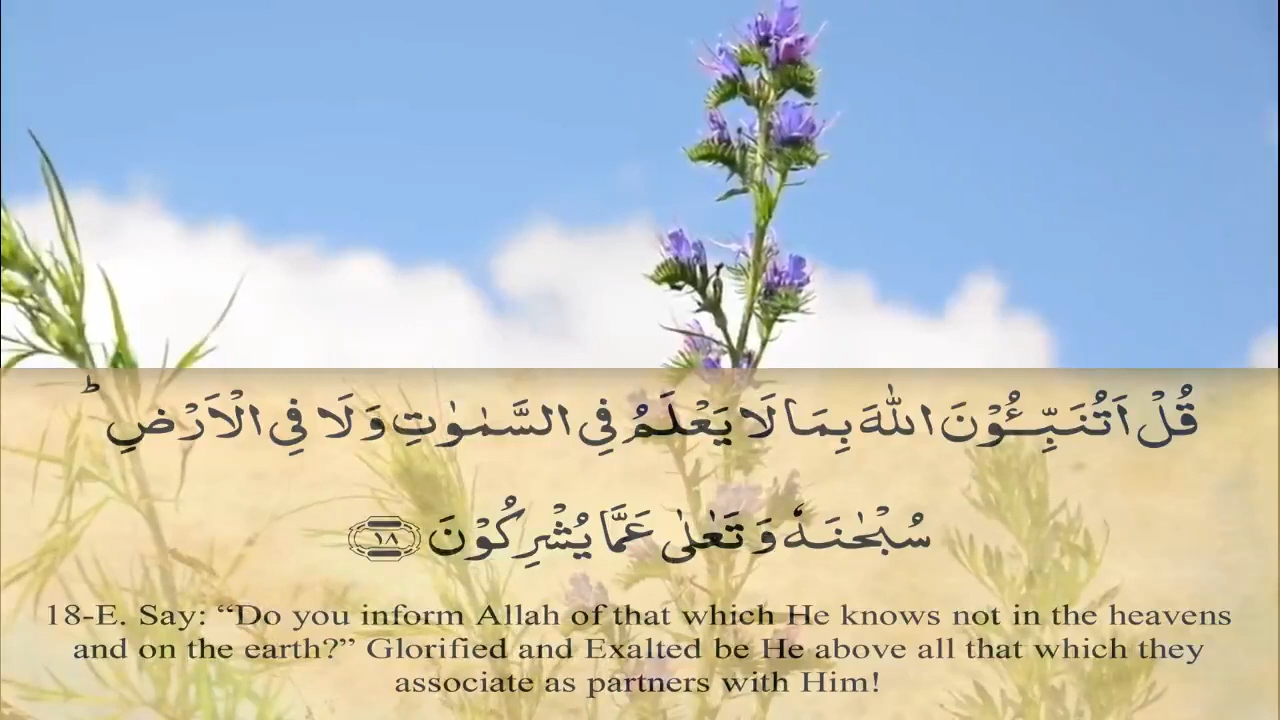 قُلْ اَتُنَبِّـُٔوْنَ اللّٰهَ بِمَا لَا يَعْلَمُ فِى السَّمٰوٰتِ وَلَا فِى الْاَرْضِ ؕ
سُبْحٰنَهٗ وَ تَعٰلٰى عَمَّا يُشْرِكُوْنَ ﴿١٨﴾
18-E. Say: “Do you inform Allah of that which He knows not in the heavens
and on the earth?” Glorified and Exalted be He above all that which they
associate as partners with Him!